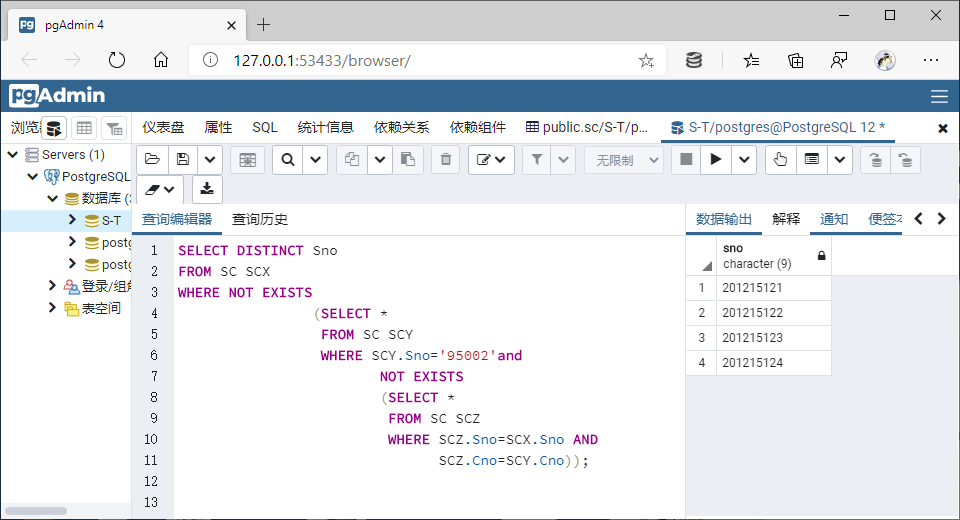 pgAdmin 4
127.0.0.1:53433/browser/
pgAdmin
浏览器 仪表盘 属性 SQL 统计信息 依赖关系 依赖组件 public.sc/S-T/p... S-T/postgres@PostgreSQL 12 *
Servers (1)
PostgreSQL
数据库 (3
S-T
postg
postg
登录/组角
表空间
无限制
查询编辑器 查询历史
1 SELECT DISTINCT Sno
2 FROM SC SCX
3 WHERE NOT EXISTS
4 (SELECT *
5 FROM SC SCY
6 WHERE SCY.Sno='95002'and
7 NOT EXISTS
8 (SELECT *
9 FROM SC SCZ
10 WHERE SCZ.Sno=SCX.Sno AND
11 SCZ.Cno=SCY.Cno));
12
13
数据输出 解释 通知 便签本
sno
character (9)
1 201215121
2 201215122
3 201215123
4 201215124